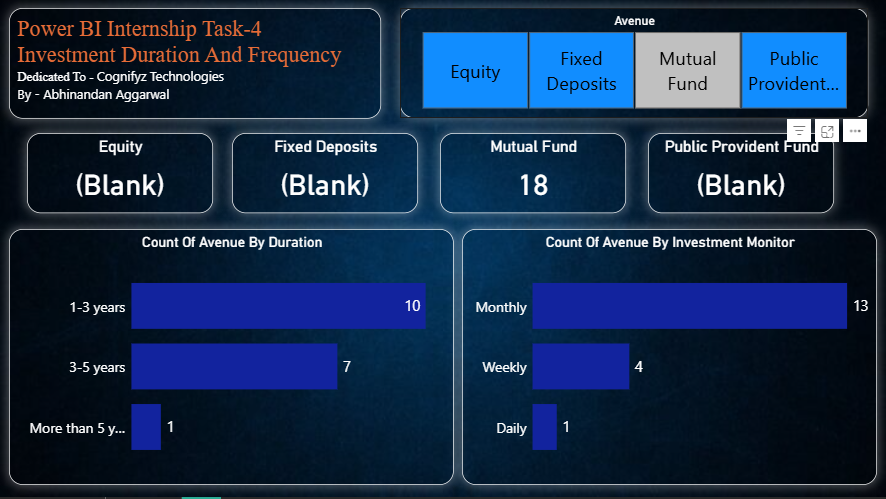 Power BI Internship Task-4
Investment Duration And Frequency
Dedicated To - Cognifyz Technologies
By - Abhinandan Aggarwal
Avenue
Equity
Fixed
Deposits
Mutual
Fund
Public
Provident...
Equity
(Blank)
Fixed Deposits
(Blank)
Mutual Fund
18
Public Provident Fund
(Blank)
Count Of Avenue By Duration
1-3 years 10
3-5 years 7
More than 5 y... 1
Count Of Avenue By Investment Monitor
Monthly 13
Weekly 4
Daily 1